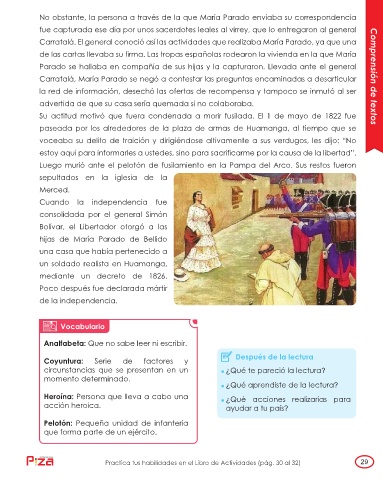 No obstante, la persona a través de la que María Parado enviaba su correspondencia
fue capturada ese día por unos sacerdotes leales al virrey, que lo entregaron al general
Carratalá. El general conoció así las actividades que realizaba María Parado, ya que una
de las cartas llevaba su firma. Las tropas españolas rodearon la vivienda en la que María
Parado se hallaba en compañía de sus hijas y la capturaron. Llevada ante el general
Carratalá, María Parado se negó a contestar las preguntas encaminadas a desarticular
la red de información, desechó las ofertas de recompensa y tampoco se inmutó al ser
advertida de que su casa sería quemada si no colaboraba.
Su actitud motivó que fuera condenada a morir fusilada. El 1 de mayo de 1822 fue
paseada por los alrededores de la plaza de armas de Huamanga, al tiempo que se
voceaba su delito de traición y dirigiéndose altivamente a sus verdugos, les dijo: "No
estoy aquí para informarles a ustedes, sino para sacrificarme por la causa de la libertad".
Luego murió ante el pelotón de fusilamiento en la Pampa del Arco. Sus restos fueron
sepultados en la iglesia de la
Merced.
Cuando la independencia fue
consolidada por el general Simón
Bolívar, el Libertador otorgó a las
hijas de María Parado de Bellido
una casa que había pertenecido a
un soldado realista en Huamanga,
mediante un decreto de 1826.
Poco después fue declarada mártir
de la independencia.
Comprensión de textos
Vocabulario
Analfabeta: Que no sabe leer ni escribir.
Coyuntura: Serie de factores y
circunstancias que se presentan en un
momento determinado.
Heroína: Persona que lleva a cabo una
acción heroica.
Pelotón: Pequeña unidad de infantería
que forma parte de un ejército.
Después de la lectura
• ¿Qué te pareció la lectura?
• ¿Qué aprendiste de la lectura?
• ¿Qué acciones realizarías para
ayudar a tu país?
Practica tus habilidades en el Libro de Actividades (pág. 30 al 32)
29